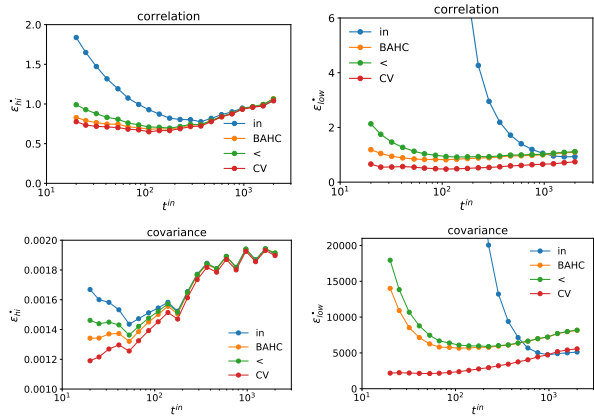 correlation
2.0
1.5
1.0
0.5
0.0
ε•hi
in
BAHC
<
CV
10¹ 10² 10³
tⁱⁿ
correlation
6
4
2
0
ε•low
in
BAHC
<
CV
10¹ 10² 10³
tⁱⁿ
covariance
0.0020
0.0018
0.0016
0.0014
0.0012
0.0010
ε•hi
in
BAHC
<
CV
10¹ 10² 10³
tⁱⁿ
covariance
20000
15000
10000
5000
0
ε•low
in
BAHC
<
CV
10¹ 10² 10³
tⁱⁿ